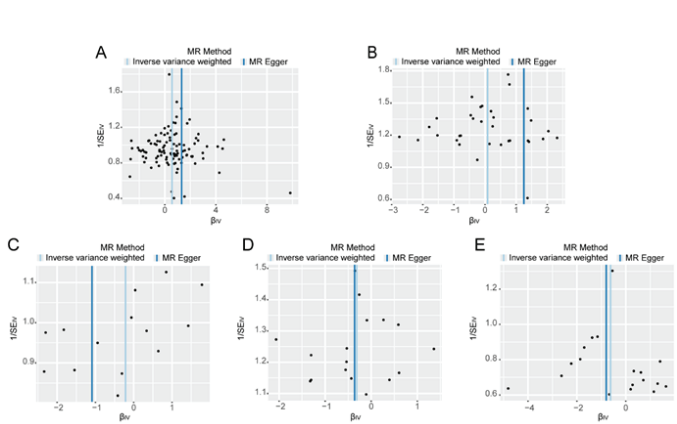 A
MR Method
Inverse variance weighted MR Egger
1/SEIV
1.6
1.2
0.8
0.4
0 4 8
βIV
B
MR Method
Inverse variance weighted MR Egger
1/SEIV
1.8
1.5
1.2
0.9
0.6
−3 −2 −1 0 1 2
βIV
C
MR Method
Inverse variance weighted MR Egger
1/SEIV
1.1
1.0
0.9
−2 −1 0 1
βIV
D
MR Method
Inverse variance weighted MR Egger
1/SEIV
1.5
1.4
1.3
1.2
1.1
−2 −1 0 1
βIV
E
MR Method
Inverse variance weighted MR Egger
1/SEIV
1.2
1.0
0.8
0.6
−4 −2 0
βIV